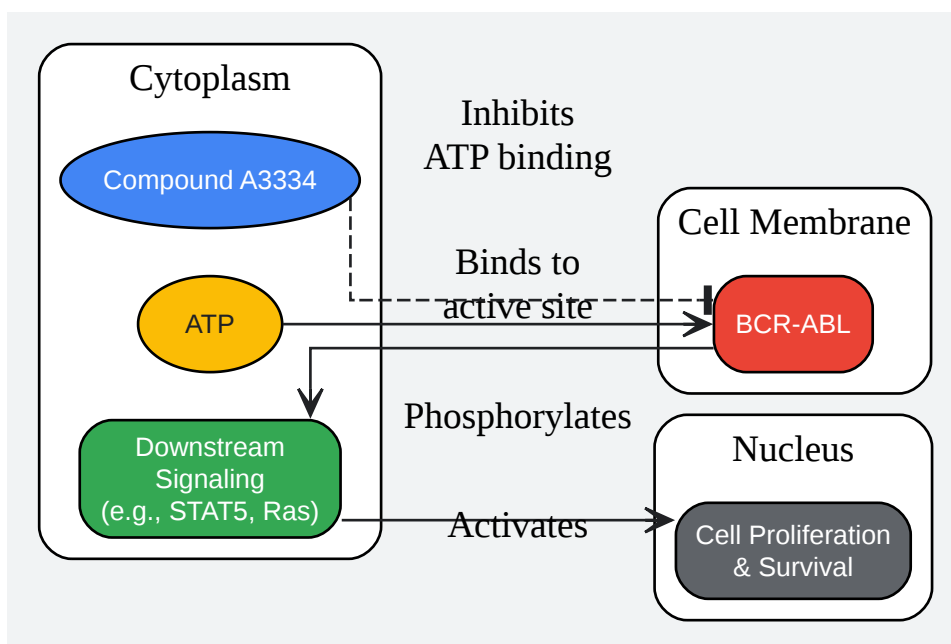 Cytoplasm
Compound A3334
ATP
Downstream
Signaling
(e.g., STAT5, Ras)
Inhibits
ATP binding
Binds to
active site
Phosphorylates
Activates
Cell Membrane
BCR-ABL
Nucleus
Cell Proliferation
& Survival